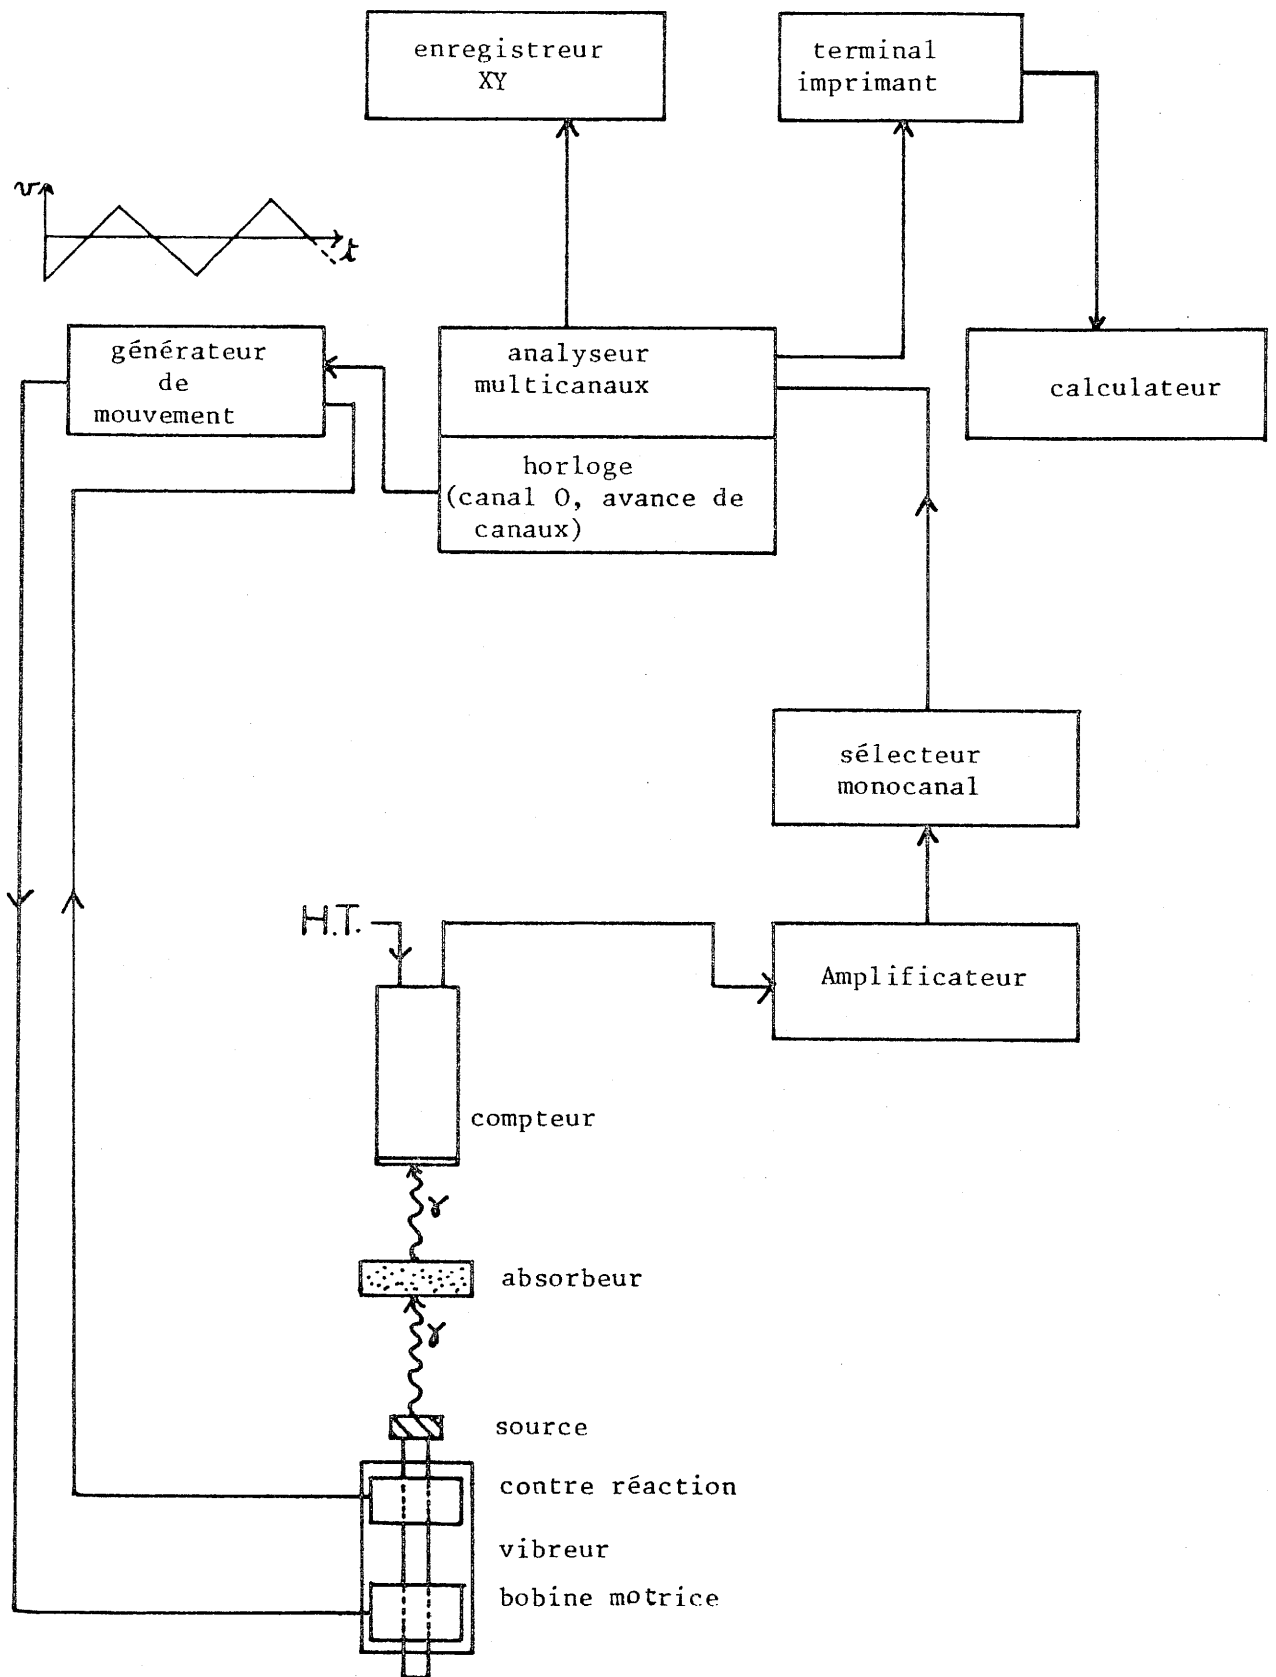 enregistreur
XY
terminal
imprimant
v
t
générateur
de
mouvement
analyseur
multicanaux
calculateur
horloge
(canal 0, avance de
canaux)
sélecteur
monocanal
H.T.
Amplificateur
compteur
γ
absorbeur
γ
source
contre réaction
vibreur
bobine motrice